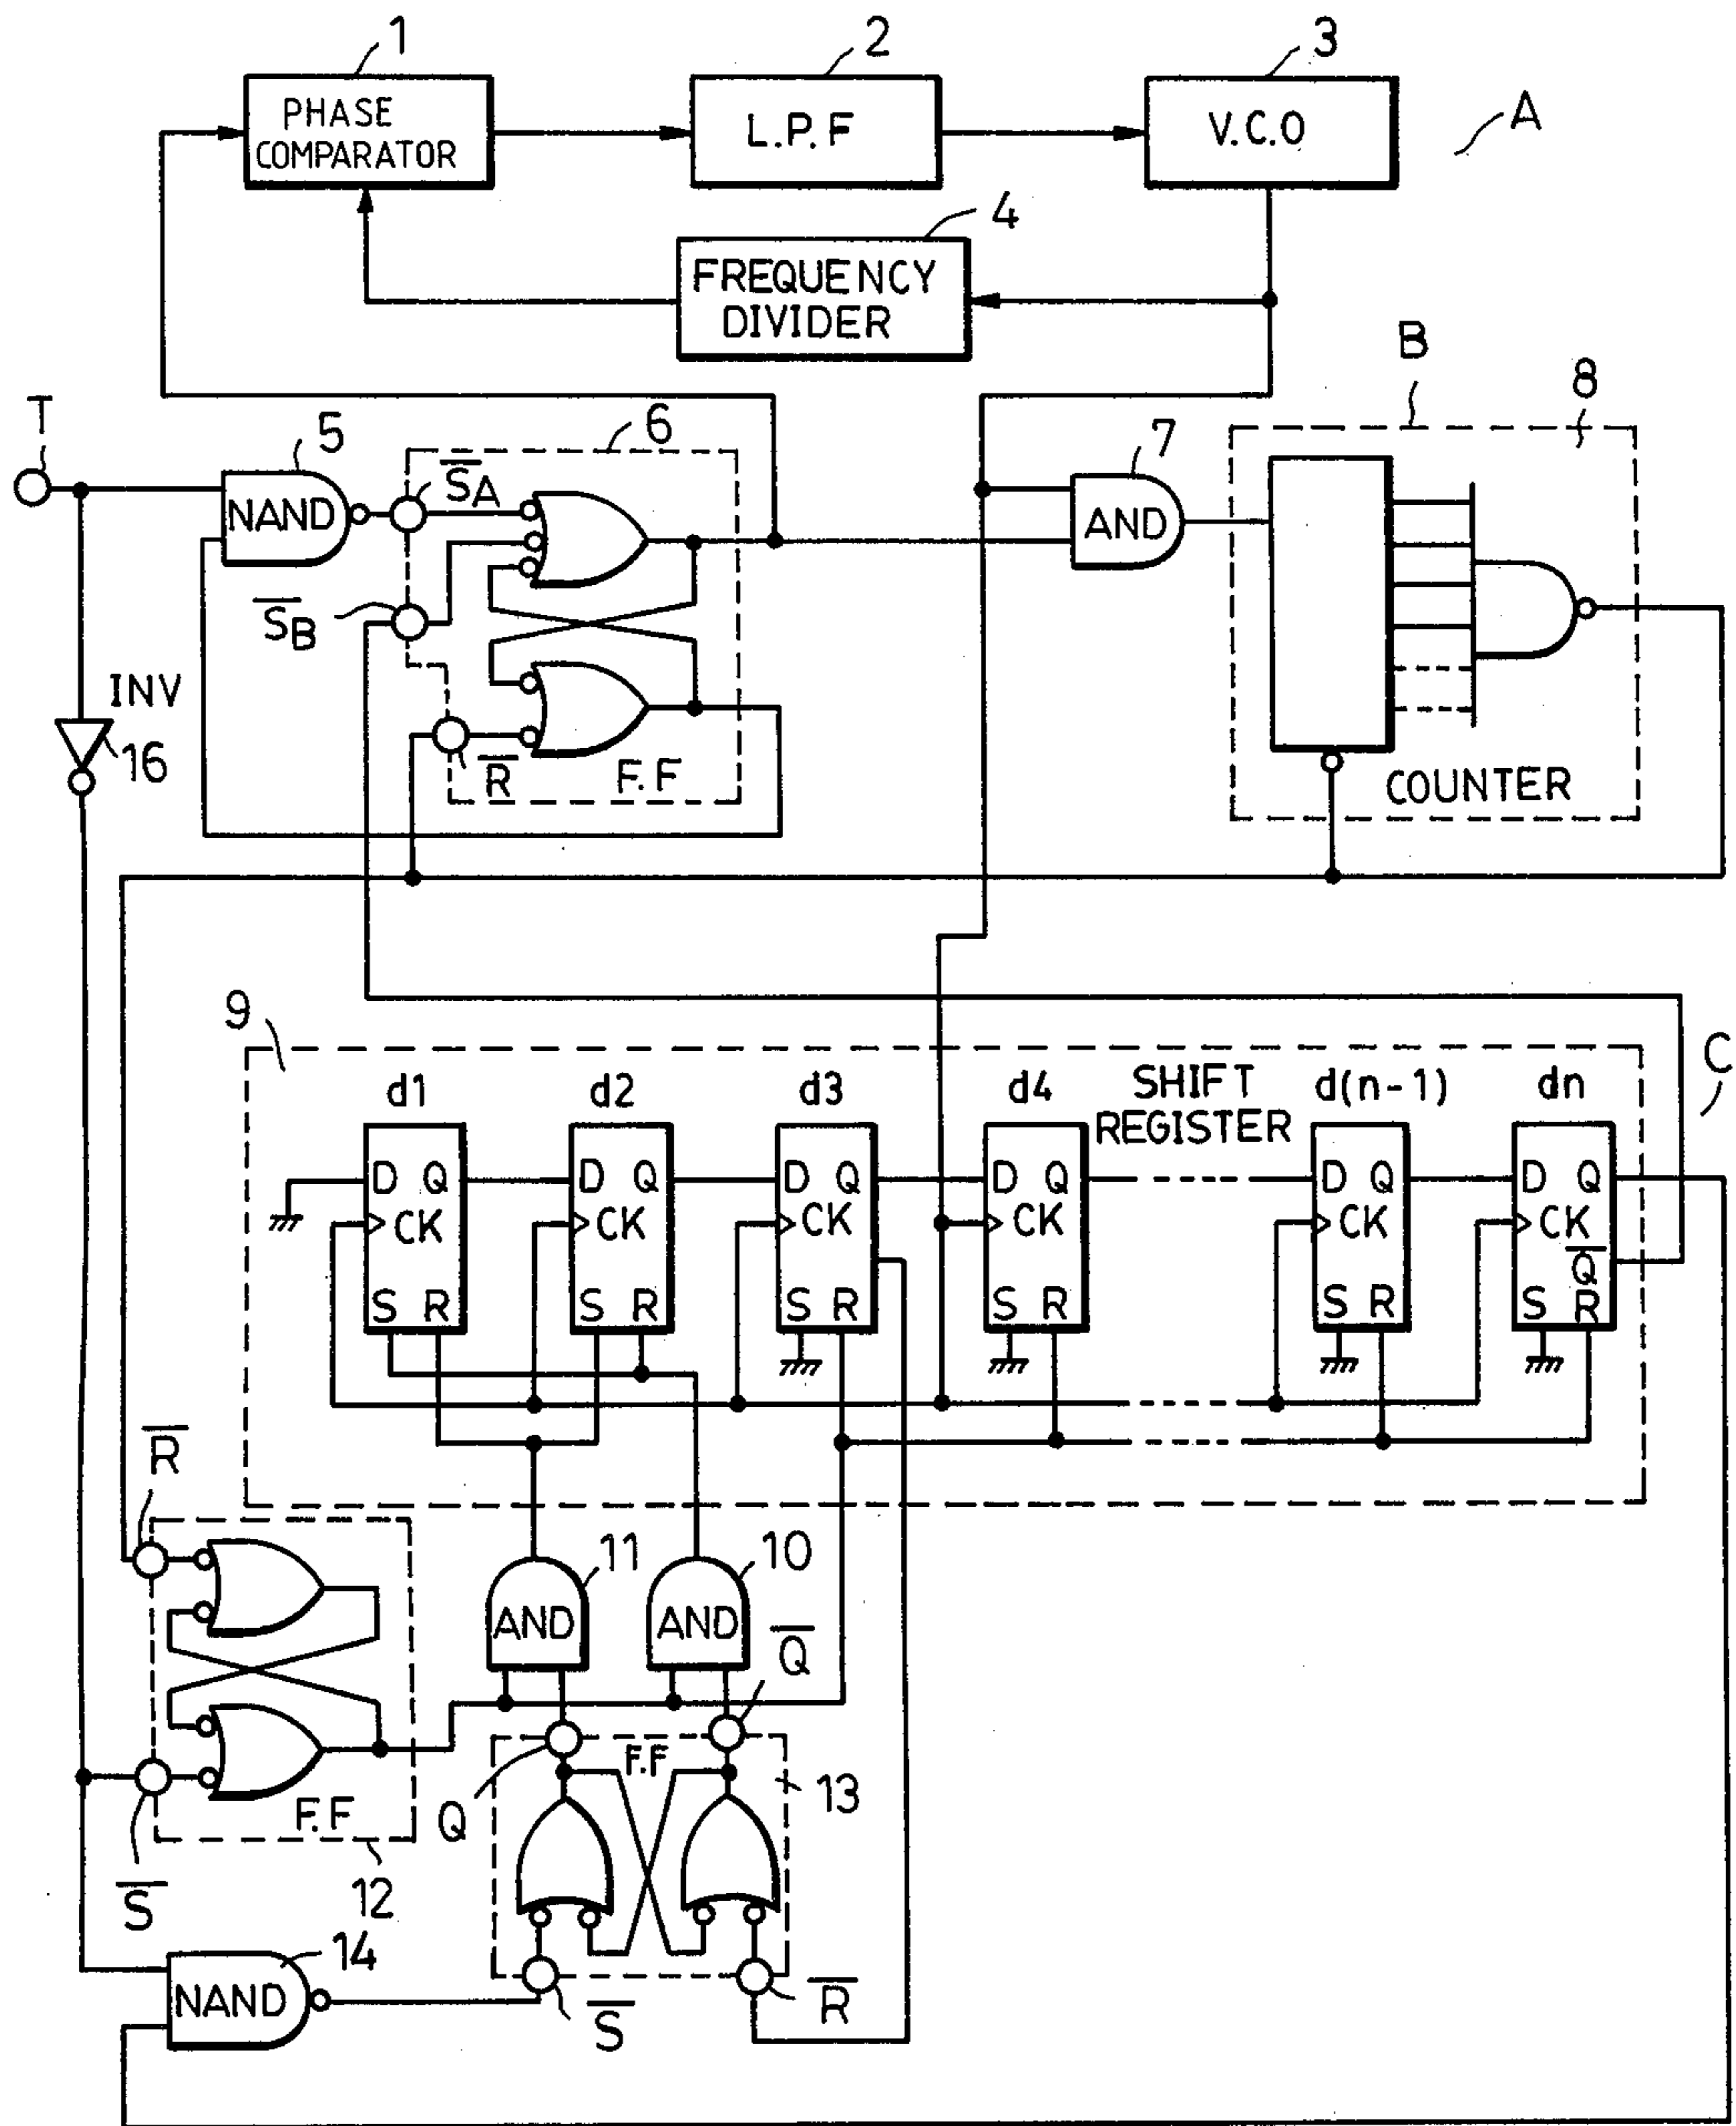 1
2
3
PHASE
COMPARATOR
L.P.F
V.C.O
A
4
FREQUENCY
DIVIDER
B
8
T
5
6
7
NAND
S̅A
AND
S̅B
INV
16
R̅
F.F
COUNTER
9
C
d1
d2
d3
d4
SHIFT
REGISTER
d(n-1)
dn
D Q
CK
S R
D Q
CK
S R
D Q
CK
S R
D Q
CK
S R
D Q
CK
S R
D Q
CK
Q̅
S R
R̅
11
10
AND
AND
Q̅
F.F
Q
13
F.F
S̅
12
14
NAND
S̅
R̅